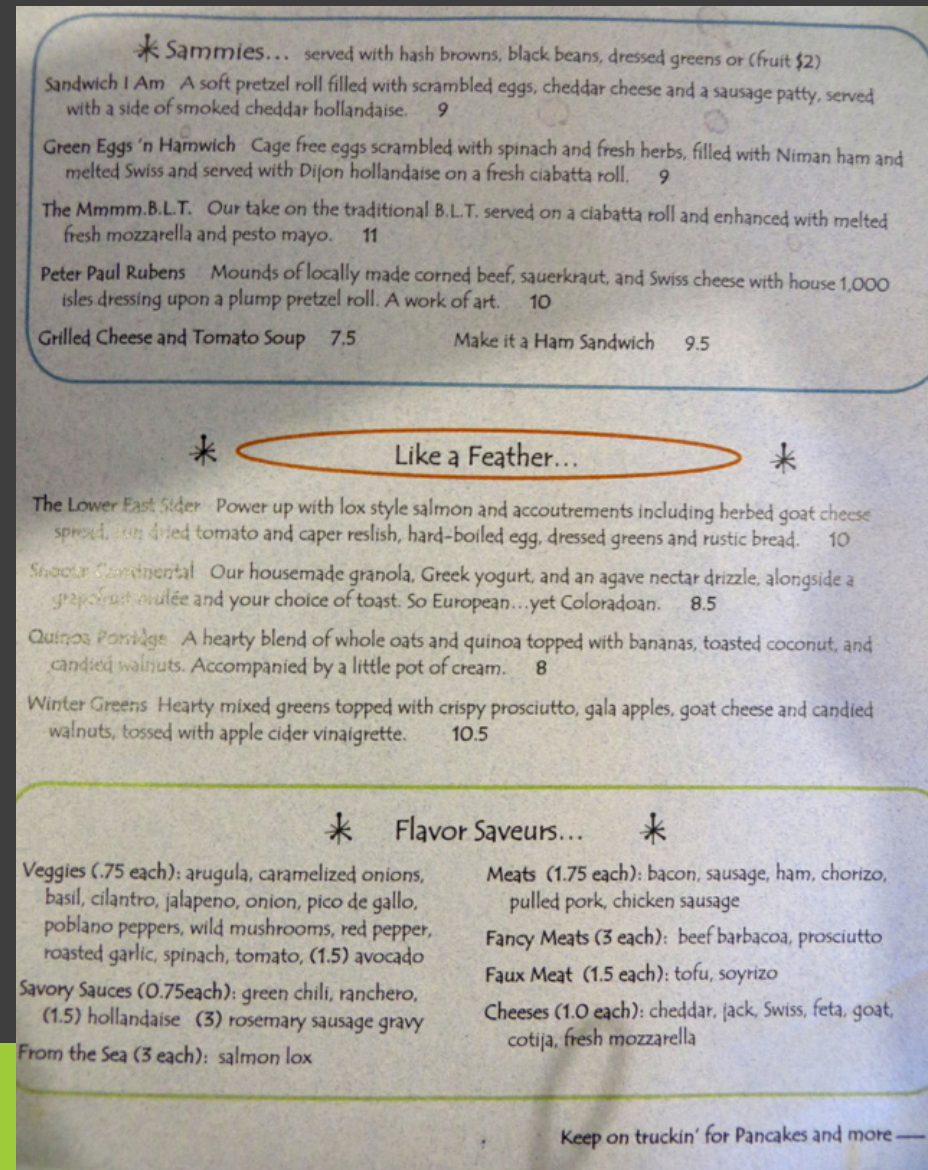 Sammies... served with hash browns, black beans, dressed greens or (fruit $2)
Sandwich I Am A soft pretzel roll filled with scrambled eggs, cheddar cheese and a sausage patty, served
with a side of smoked cheddar hollandaise. 9
Green Eggs 'n Hamwich Cage free eggs scrambled with spinach and fresh herbs, filled with Niman ham and
melted Swiss and served with Dijon hollandaise on a fresh ciabatta roll. 9
The Mmmm.B.L.T. Our take on the traditional B.L.T. served on a ciabatta roll and enhanced with melted
fresh mozzarella and pesto mayo. 11
Peter Paul Rubens Mounds of locally made corned beef, sauerkraut, and Swiss cheese with house 1,000
isles dressing upon a plump pretzel roll. A work of art. 10
Grilled Cheese and Tomato Soup 7.5 Make it a Ham Sandwich 9.5
Like a Feather...
The Lower East Sider Power up with lox style salmon and accoutrements including herbed goat cheese
spread, sun dried tomato and caper reslish, hard-boiled egg, dressed greens and rustic bread. 10
Our housemade granola, Greek yogurt, and an agave nectar drizzle, alongside a
grapefruit and your choice of toast. So European...yet Coloradoan. 8.5
Quinoa Porridge A hearty blend of whole oats and quinoa topped with bananas, toasted coconut, and
candied walnuts. Accompanied by a little pot of cream. 8
Winter Greens Hearty mixed greens topped with crispy prosciutto, gala apples, goat cheese and candied
walnuts, tossed with apple cider vinaigrette. 10.5
Flavor Saveurs...
Veggies (.75 each): arugula, caramelized onions,
basil, cilantro, jalapeno, onion, pico de gallo,
poblano peppers, wild mushrooms, red pepper,
roasted garlic, spinach, tomato, (1.5) avocado
Savory Sauces (0.75each): green chili, ranchero,
(1.5) hollandaise (3) rosemary sausage gravy
From the Sea (3 each): salmon lox
Meats (1.75 each): bacon, sausage, ham, chorizo,
pulled pork, chicken sausage
Fancy Meats (3 each): beef barbacoa, prosciutto
Faux Meat (1.5 each): tofu, soyrizo
Cheeses (1.0 each): cheddar, jack, Swiss, feta, goat,
cotija, fresh mozzarella
Keep on truckin' for Pancakes and more —